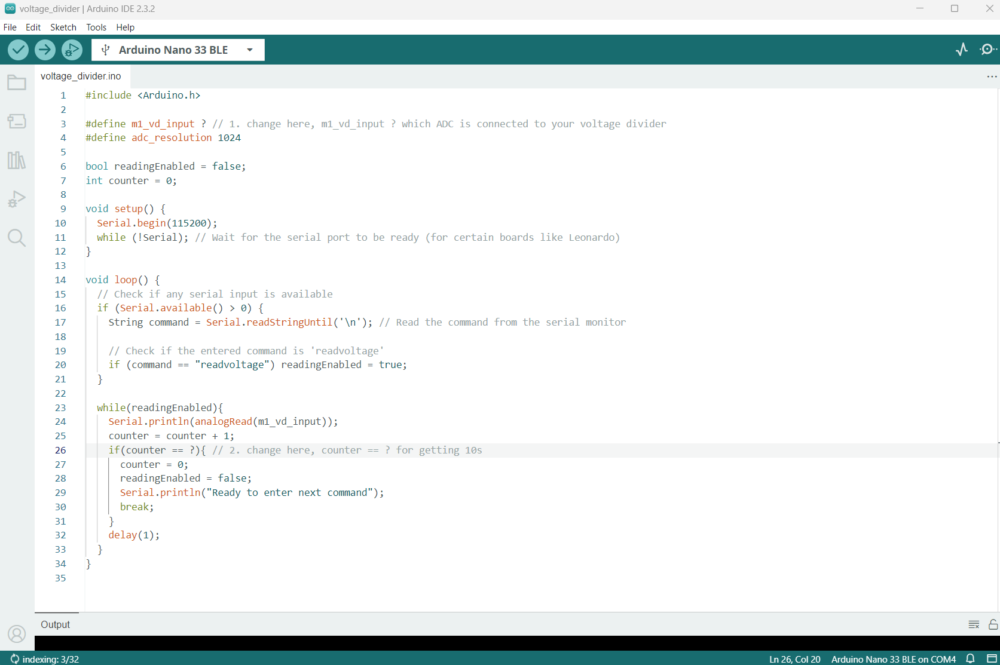 voltage_divider | Arduino IDE 2.3.2
File Edit Sketch Tools Help
Arduino Nano 33 BLE
voltage_divider.ino
1 #include <Arduino.h>
2
3 #define m1_vd_input ? // 1. change here, m1_vd_input ? which ADC is connected to your voltage divider
4 #define adc_resolution 1024
5
6 bool readingEnabled = false;
7 int counter = 0;
8
9 void setup() {
10   Serial.begin(115200);
11   while (!Serial); // Wait for the serial port to be ready (for certain boards like Leonardo)
12 }
13
14 void loop() {
15   // Check if any serial input is available
16   if (Serial.available() > 0) {
17     String command = Serial.readStringUntil('\n'); // Read the command from the serial monitor
18
19     // Check if the entered command is 'readvoltage'
20     if (command == "readvoltage") readingEnabled = true;
21   }
22
23   while(readingEnabled){
24     Serial.println(analogRead(m1_vd_input));
25     counter = counter + 1;
26     if(counter == ?){ // 2. change here, counter == ? for getting 10s
27       counter = 0;
28       readingEnabled = false;
29       Serial.println("Ready to enter next command");
30       break;
31     }
32     delay(1);
33   }
34 }
35
Output
indexing: 3/32
Ln 26, Col 20 Arduino Nano 33 BLE on COM4